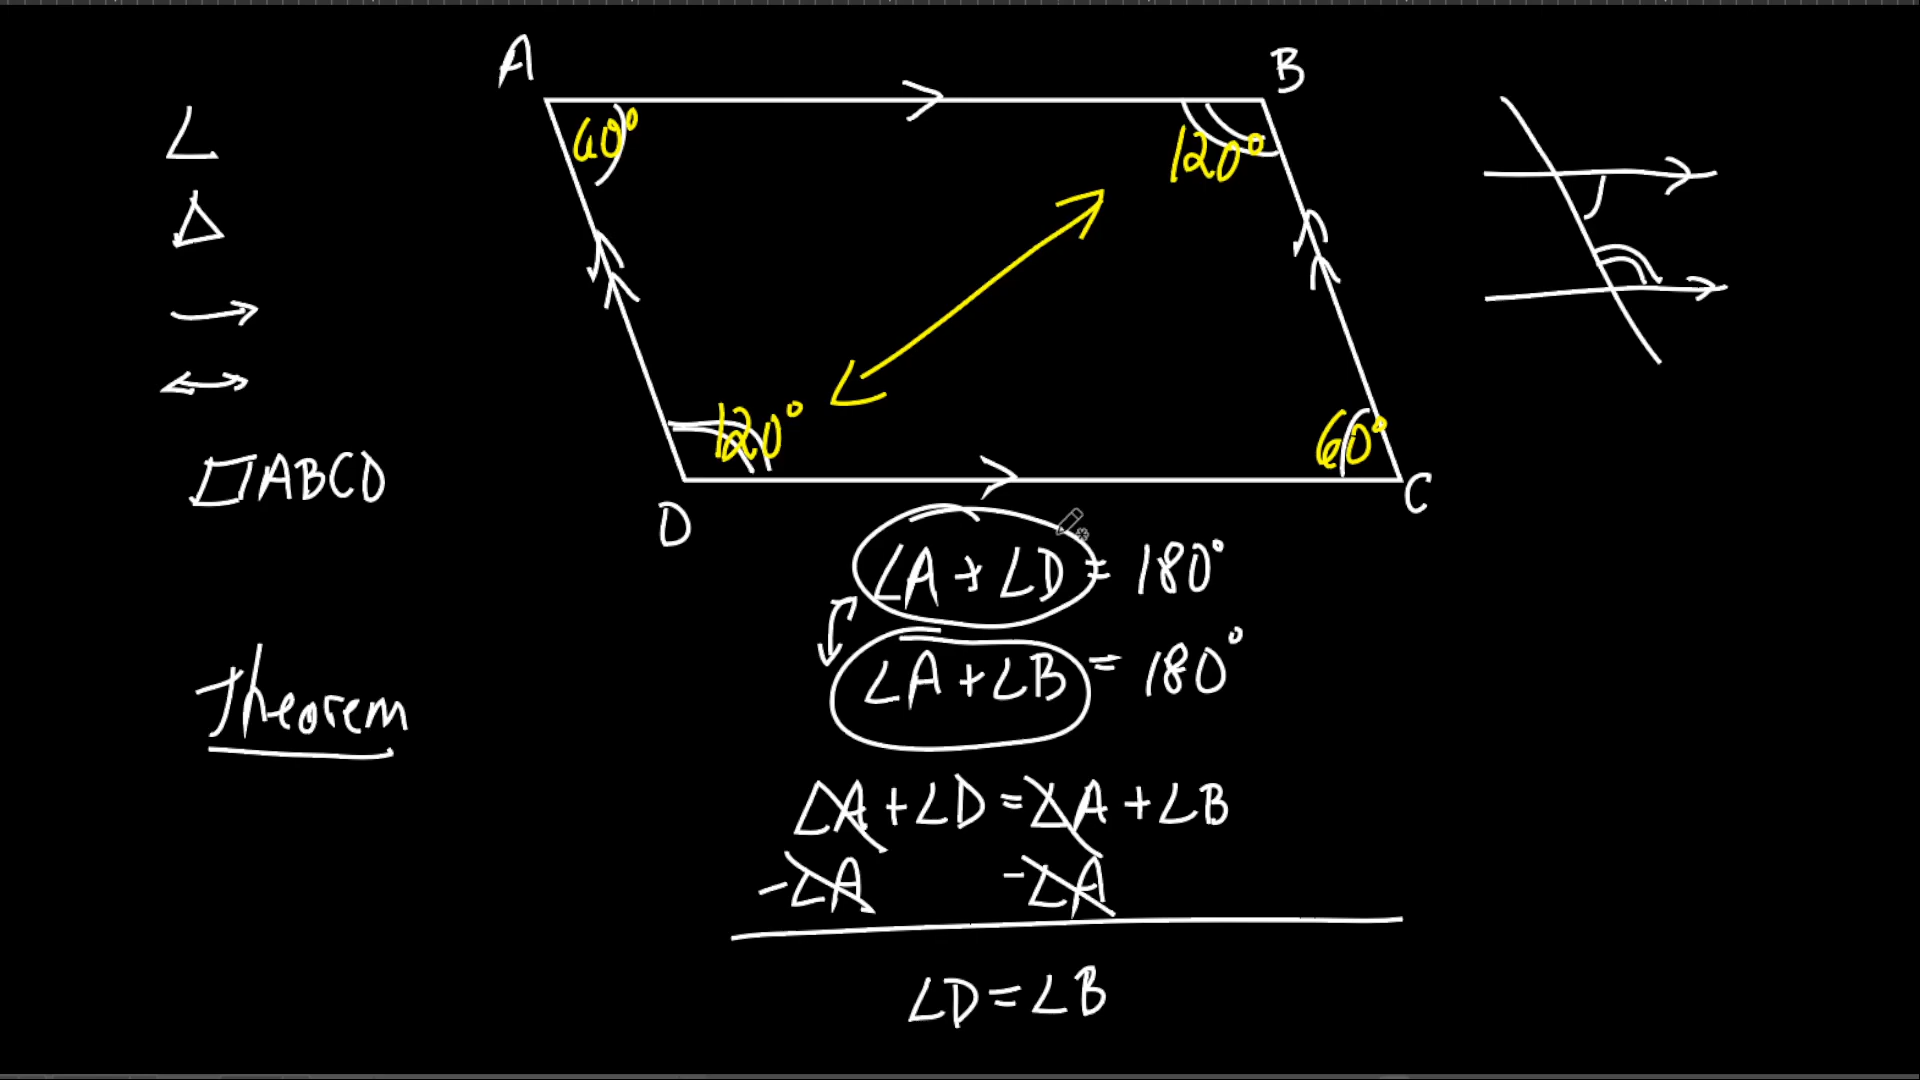 A
B
∠
60°
120°
△
→
↔
120°
60°
▱ABCD
C
D
∠A + ∠D = 180°
∠A + ∠B = 180°
Theorem
∠A + ∠D = ∠A + ∠B
-∠A -∠A
∠D = ∠B